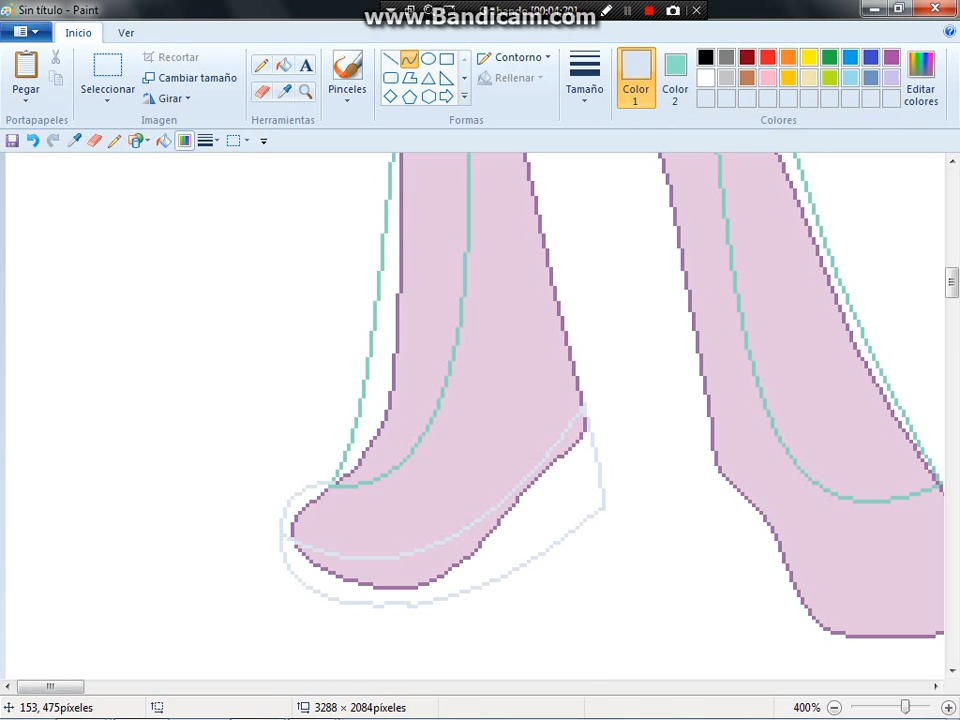 Sin título - Paint
www.Bandicam.com
Inicio
Ver
Pegar
Portapapeles
Seleccionar
Recortar
Cambiar tamaño
Girar
Imagen
A
Herramientas
Pinceles
Contorno
Rellenar
Formas
Tamaño
Color 1
Color 2
Editar colores
Colores
153, 475píxeles
3288 × 2084píxeles
400%